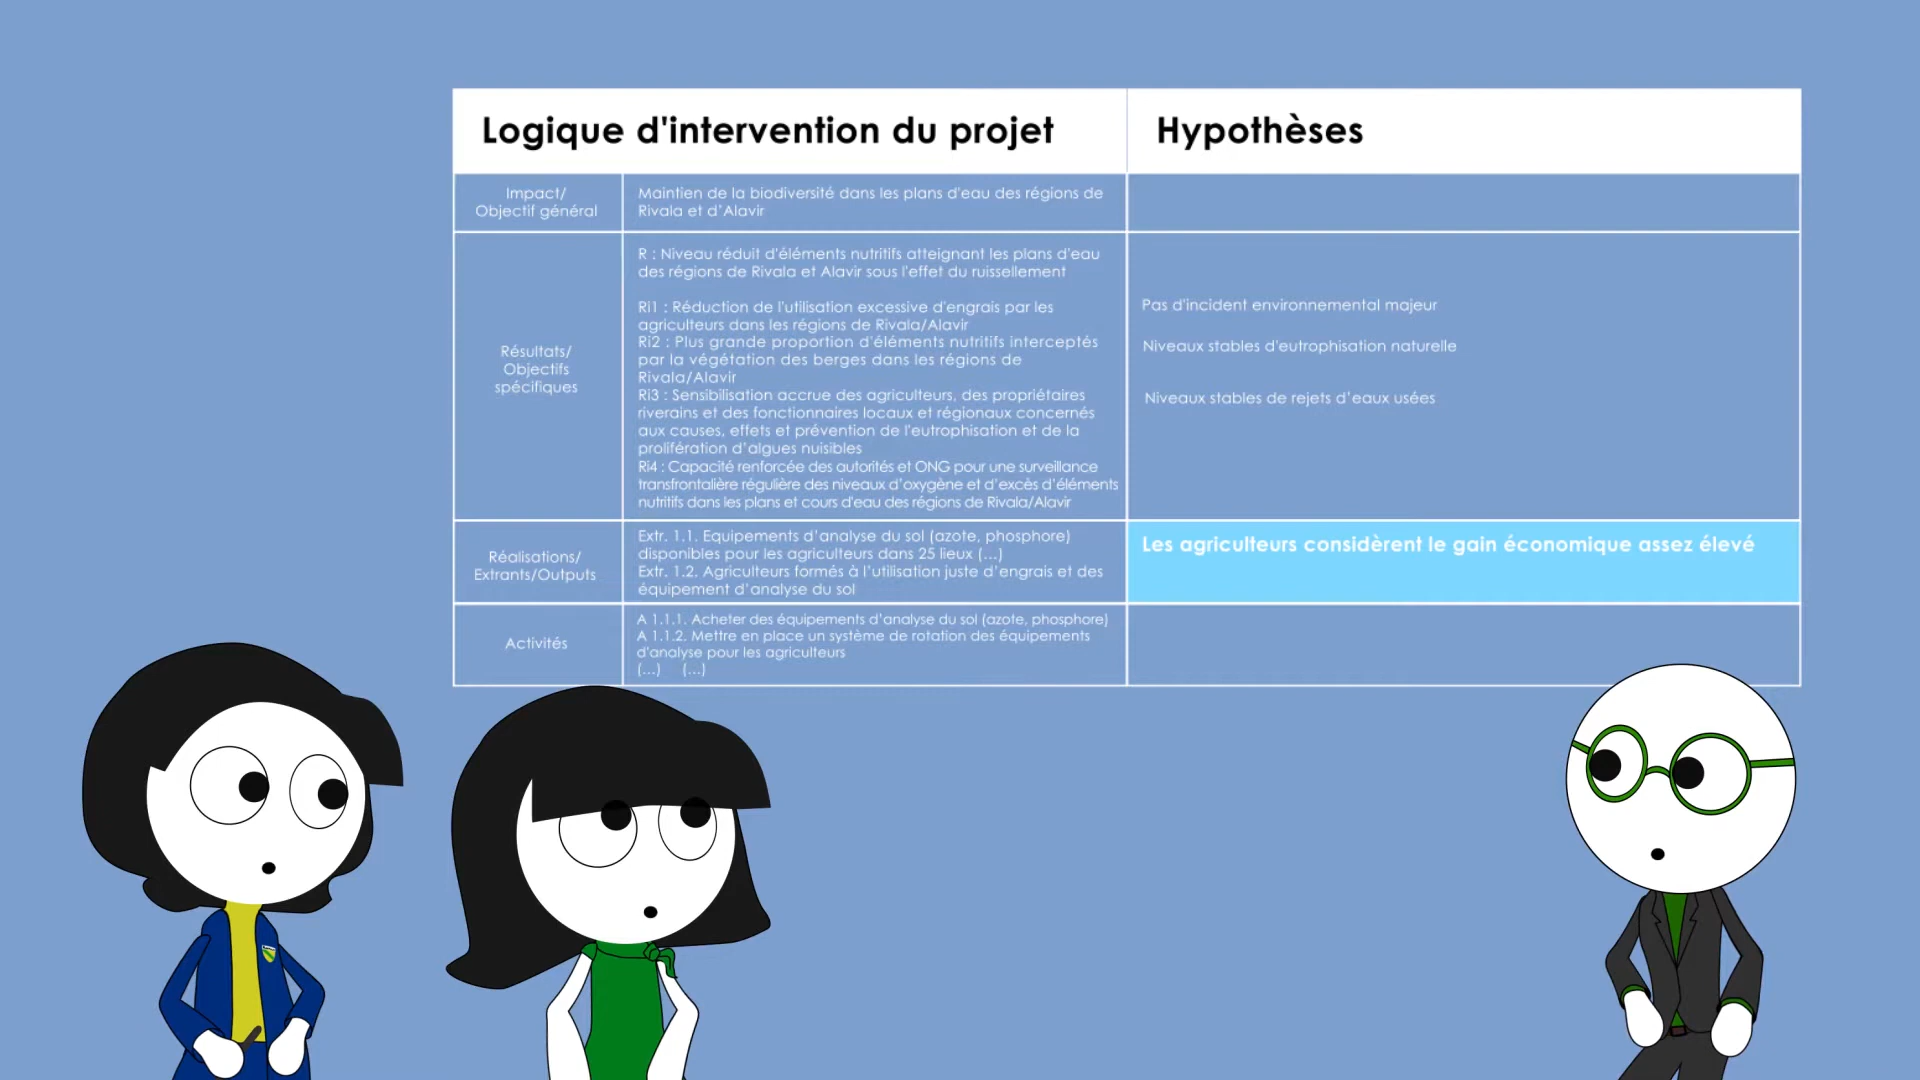 Logique d'intervention du projet
Hypothèses
Impact/
Objectif général
Maintien de la biodiversité dans les plans d'eau des régions de
Rivala et d’Alavir
Résultats/
Objectifs
spécifiques
R : Niveau réduit d'éléments nutritifs atteignant les plans d'eau
des régions de Rivala et Alavir sous l'effet du ruissellement
Ri1 : Réduction de l'utilisation excessive d'engrais par les
agriculteurs dans les régions de Rivala/Alavir
Ri2 : Plus grande proportion d'éléments nutritifs interceptés
par la végétation des berges dans les régions de
Rivala/Alavir
Ri3 : Sensibilisation accrue des agriculteurs, des propriétaires
riverains et des fonctionnaires locaux et régionaux concernés
aux causes, effets et prévention de l'eutrophisation et de la
prolifération d’algues nuisibles
Ri4 : Capacité renforcée des autorités et ONG pour une surveillance
transfrontalière régulière des niveaux d’oxygène et d’excès d’éléments
nutritifs dans les plans et cours d'eau des régions de Rivala/Alavir
Pas d'incident environnemental majeur
Niveaux stables d'eutrophisation naturelle
Niveaux stables de rejets d’eaux usées
Réalisations/
Extrants/Outputs
Extr. 1.1. Equipements d’analyse du sol (azote, phosphore)
disponibles pour les agriculteurs dans 25 lieux (...)
Extr. 1.2. Agriculteurs formés à l’utilisation juste d’engrais et des
équipement d’analyse du sol
Les agriculteurs considèrent le gain économique assez élevé
Activités
A 1.1.1. Acheter des équipements d’analyse du sol (azote, phosphore)
A 1.1.2. Mettre en place un système de rotation des équipements
d'analyse pour les agriculteurs
(...) (...)